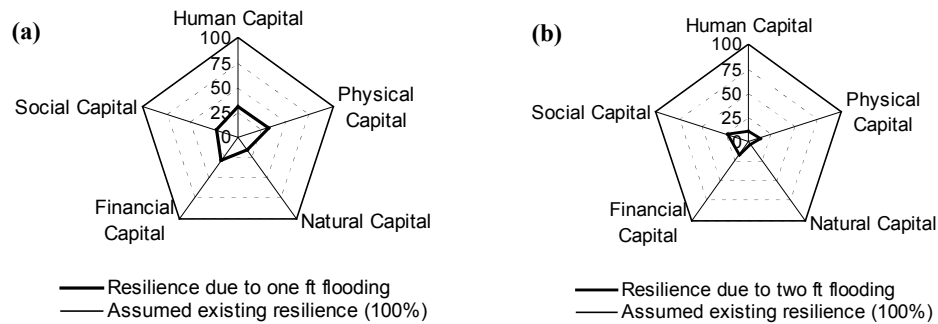 (a)
Human Capital
100
75
50
25
0
Social Capital
Physical
Capital
Financial
Capital
Natural Capital
Resilience due to one ft flooding
Assumed existing resilience (100%)
(b)
Human Capital
100
75
50
25
0
Social Capital
Physical
Capital
Financial
Capital
Natural Capital
Resilience due to two ft flooding
Assumed existing resilience (100%)